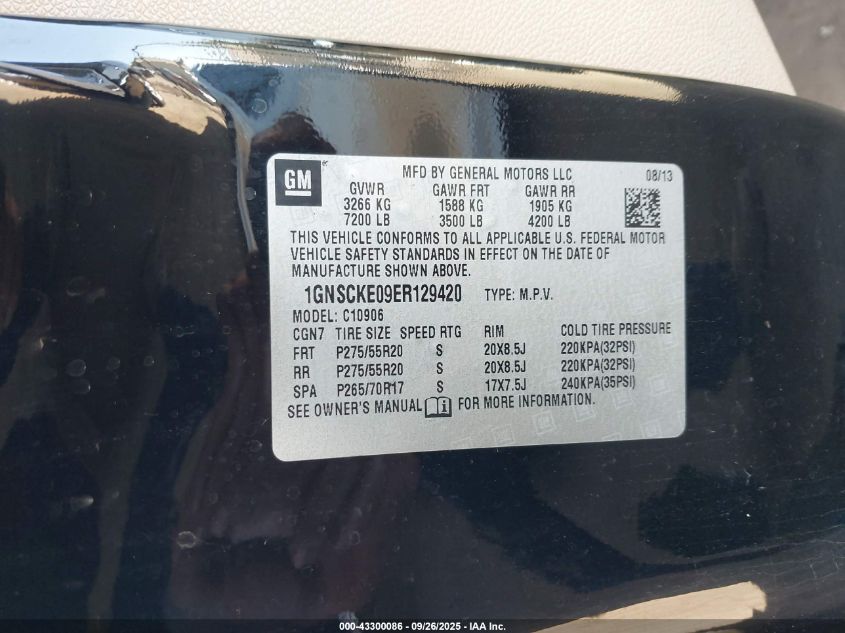 GM
MFD BY GENERAL MOTORS LLC 08/13
GVWR GAWR FRT GAWR RR
3266 KG 1588 KG 1905 KG
7200 LB 3500 LB 4200 LB
THIS VEHICLE CONFORMS TO ALL APPLICABLE U.S. FEDERAL MOTOR
VEHICLE SAFETY STANDARDS IN EFFECT ON THE DATE OF
MANUFACTURE SHOWN ABOVE.
1GNSCKE09ER129420 TYPE: M.P.V.
MODEL: C10906
CGN7 TIRE SIZE SPEED RTG RIM COLD TIRE PRESSURE
FRT P275/55R20 S 20X8.5J 220KPA(32PSI)
RR P275/55R20 S 20X8.5J 220KPA(32PSI)
SPA P265/70R17 S 17X7.5J 240KPA(35PSI)
SEE OWNER'S MANUAL FOR MORE INFORMATION.
000-43300086 - 09/26/2025 - IAA Inc.